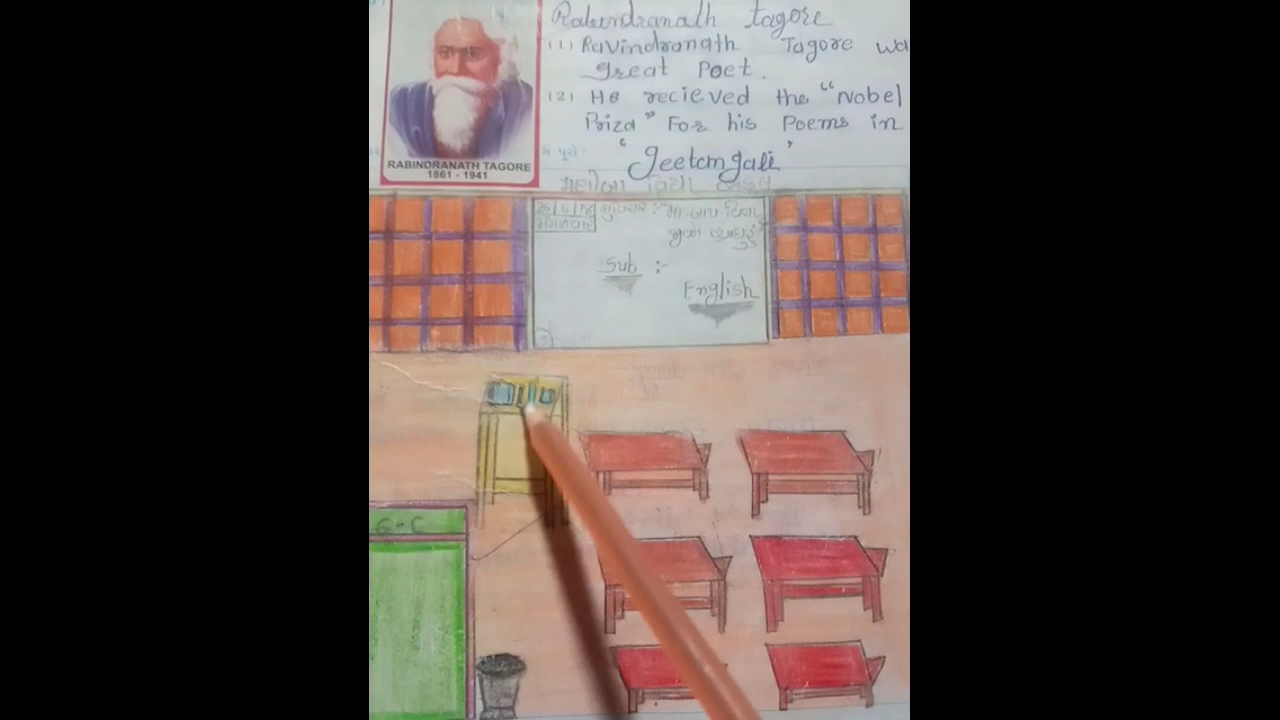 Rabindranath tagore
(1) Ravindranath Tagore wa
great Poet.
(2) He recieved the "Nobel
Prize" For his Poems in
'geetangali'
RABINDRANATH TAGORE
1861 - 1941
મંગળવાર
સુવિચાર :- મા-બાપ વિના
Sub :-
English
6-C